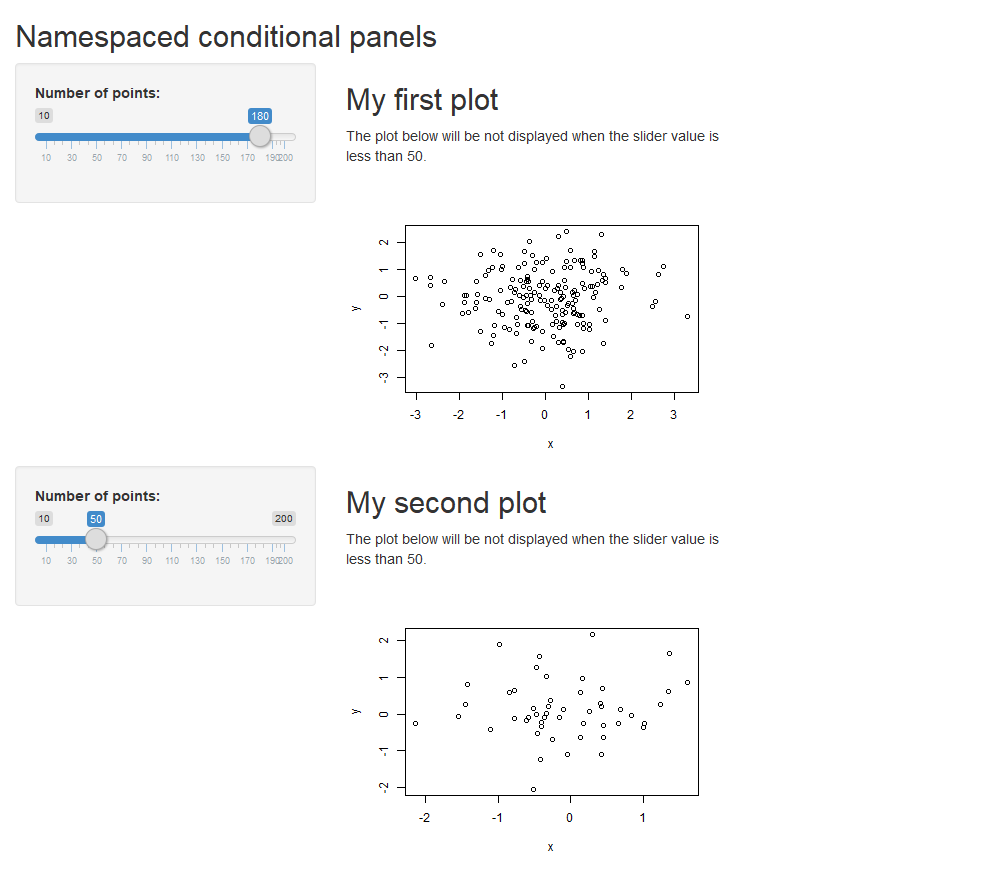 Namespaced conditional panels
Number of points:
10 180
10 30 50 70 90 110 130 150 170 190 200
My first plot
The plot below will be not displayed when the slider value is
less than 50.
2
1
0
-1
-2
-3
y
-3 -2 -1 0 1 2 3
x
Number of points:
10 50 200
10 30 50 70 90 110 130 150 170 190 200
My second plot
The plot below will be not displayed when the slider value is
less than 50.
2
1
0
-1
-2
y
-2 -1 0 1
x